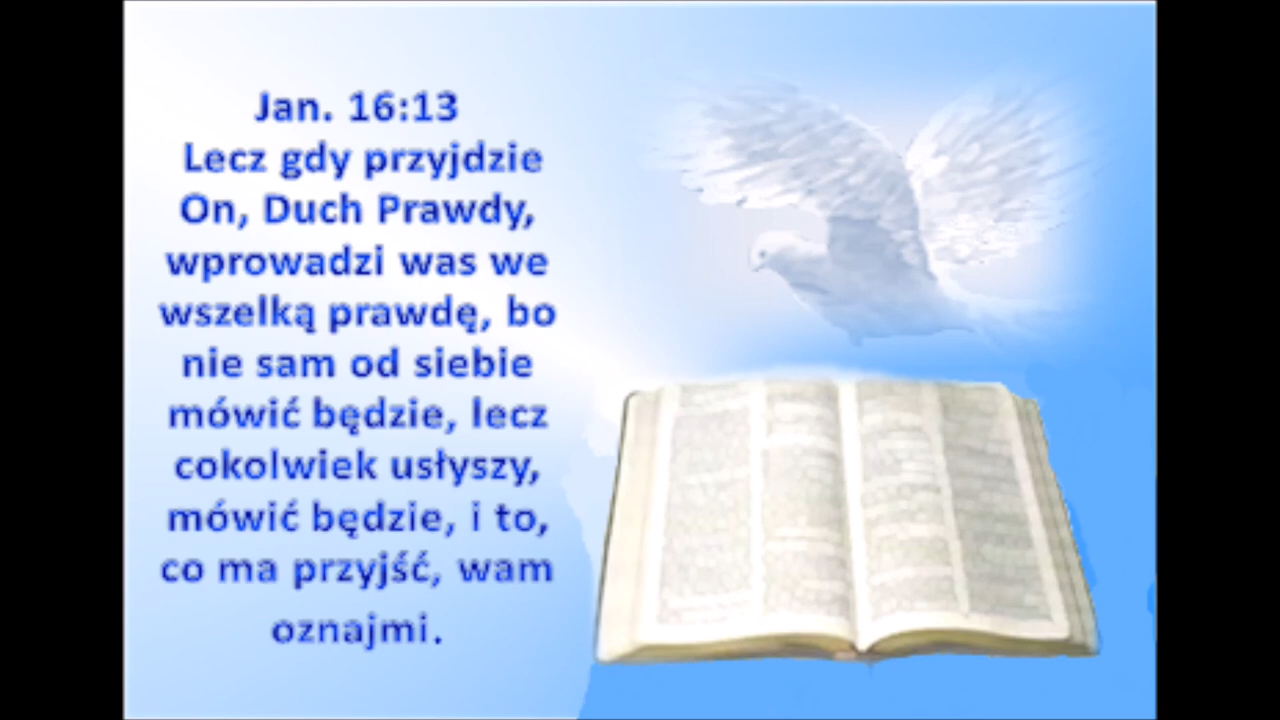 Jan. 16:13
Lecz gdy przyjdzie
On, Duch Prawdy,
wprowadzi was we
wszelką prawdę, bo
nie sam od siebie
mówić będzie, lecz
cokolwiek usłyszy,
mówić będzie, i to,
co ma przyjść, wam
oznajmi.